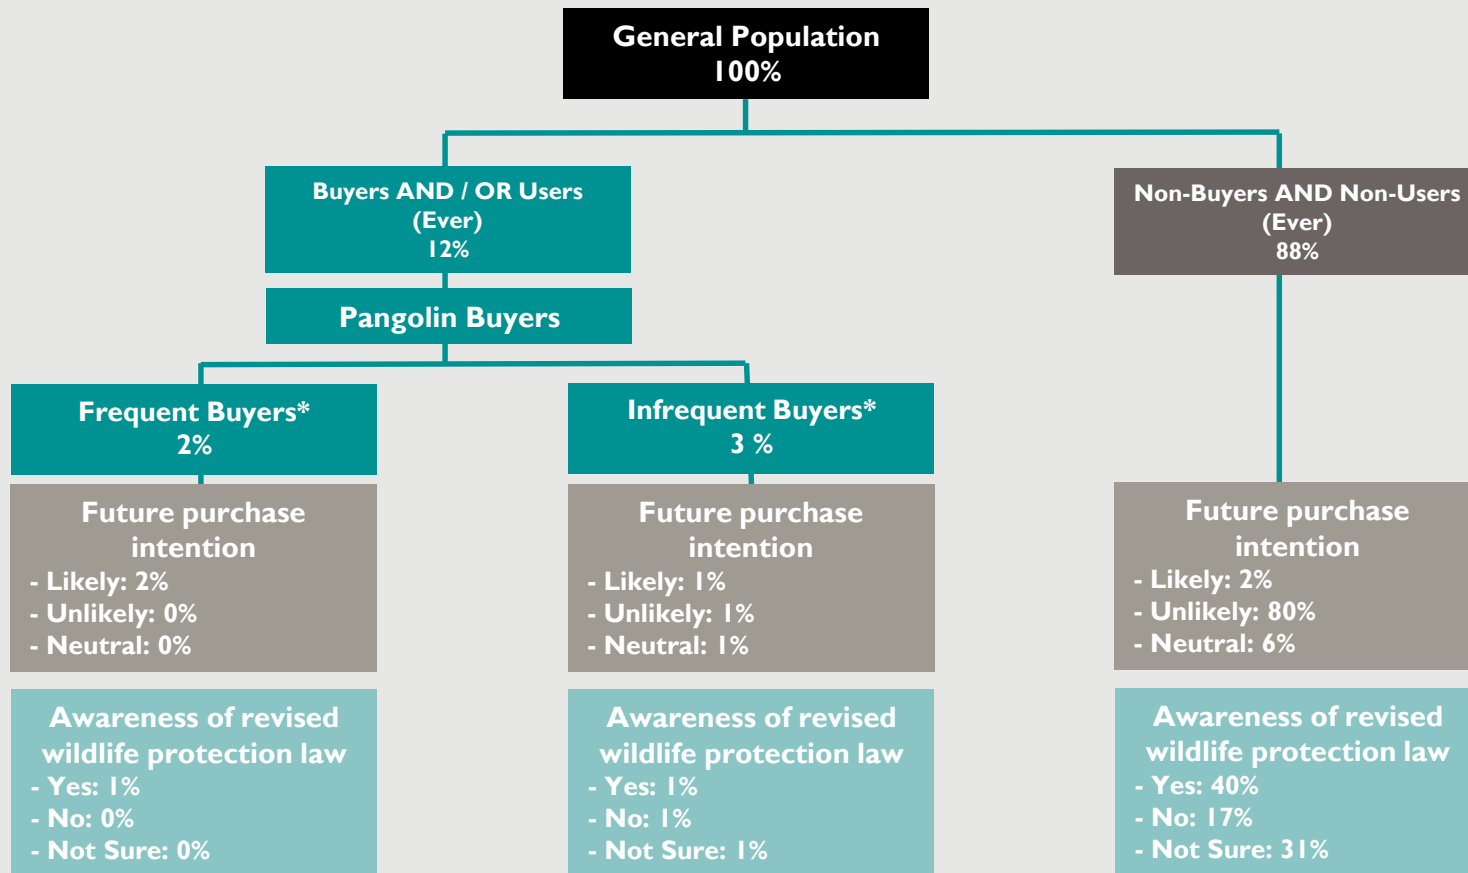 General Population
100%
Buyers AND / OR Users
(Ever)
12%
Non-Buyers AND Non-Users
(Ever)
88%
Pangolin Buyers
Frequent Buyers*
2%
Infrequent Buyers*
3 %
Future purchase
intention
- Likely: 2%
- Unlikely: 0%
- Neutral: 0%
Future purchase
intention
- Likely: 1%
- Unlikely: 1%
- Neutral: 1%
Future purchase
intention
- Likely: 2%
- Unlikely: 80%
- Neutral: 6%
Awareness of revised
wildlife protection law
- Yes: 1%
- No: 0%
- Not Sure: 0%
Awareness of revised
wildlife protection law
- Yes: 1%
- No: 1%
- Not Sure: 1%
Awareness of revised
wildlife protection law
- Yes: 40%
- No: 17%
- Not Sure: 31%